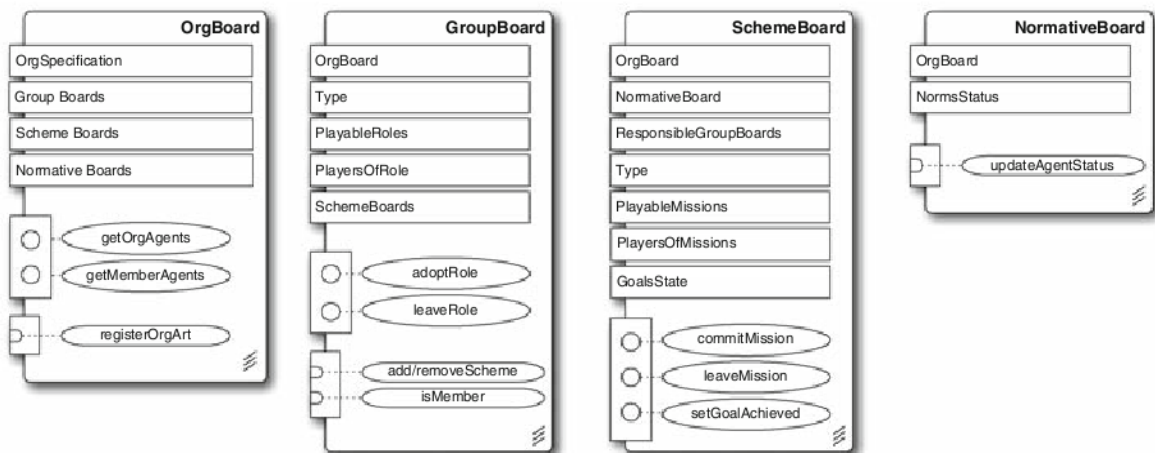 OrgBoard
OrgSpecification
Group Boards
Scheme Boards
Normative Boards
getOrgAgents
getMemberAgents
registerOrgArt
GroupBoard
OrgBoard
Type
PlayableRoles
PlayersOfRole
SchemeBoards
adoptRole
leaveRole
add/removeScheme
isMember
SchemeBoard
OrgBoard
NormativeBoard
ResponsibleGroupBoards
Type
PlayableMissions
PlayersOfMissions
GoalsState
commitMission
leaveMission
setGoalAchieved
NormativeBoard
OrgBoard
NormsStatus
updateAgentStatus